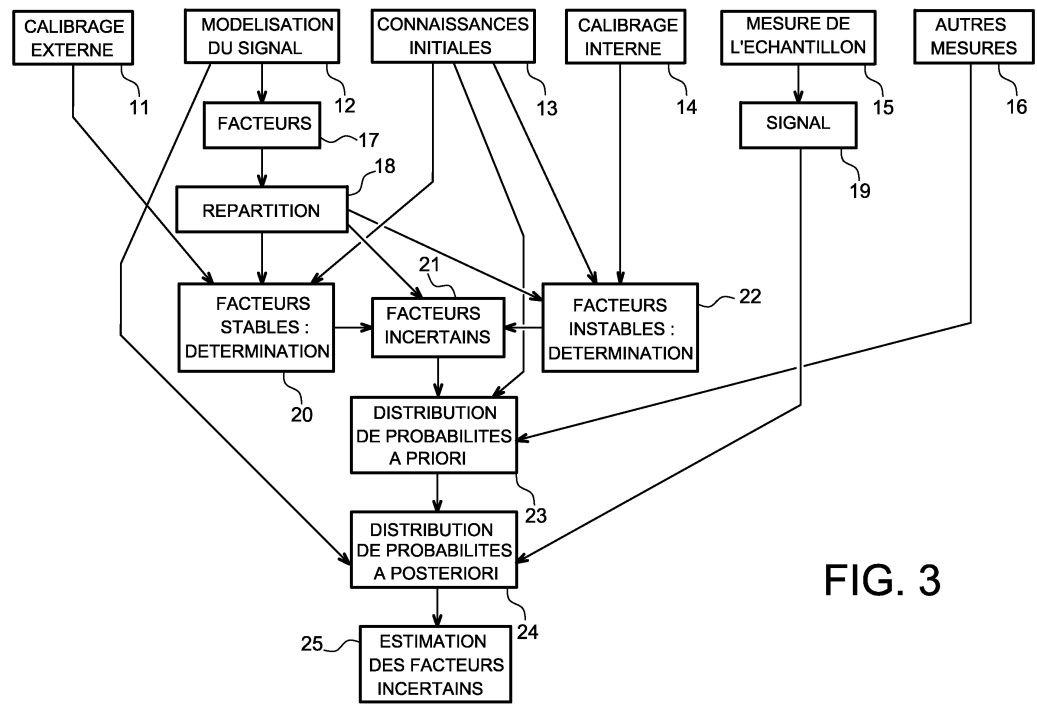 CALIBRAGE
EXTERNE
MODELISATION
DU SIGNAL
CONNAISSANCES
INITIALES
CALIBRAGE
INTERNE
MESURE DE
L'ECHANTILLON
AUTRES
MESURES
11
12
13
14
15
16
FACTEURS
17
SIGNAL
19
18
REPARTITION
21
22
FACTEURS
STABLES :
DETERMINATION
20
FACTEURS
INCERTAINS
FACTEURS
INSTABLES :
DETERMINATION
DISTRIBUTION
DE PROBABILITES
A PRIORI
23
DISTRIBUTION
DE PROBABILITES
A POSTERIORI
24
FIG. 3
25
ESTIMATION
DES FACTEURS
INCERTAINS